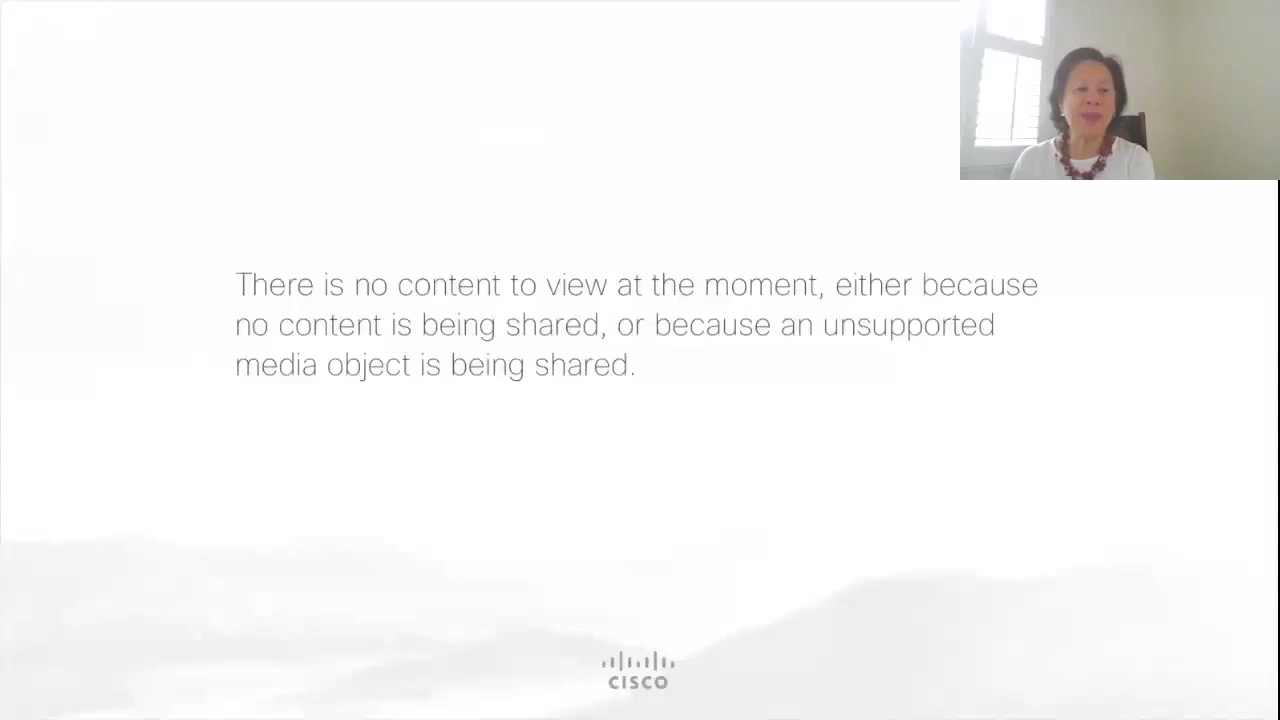 There is no content to view at the moment, either because
no content is being shared, or because an unsupported
media object is being shared.
CISCO